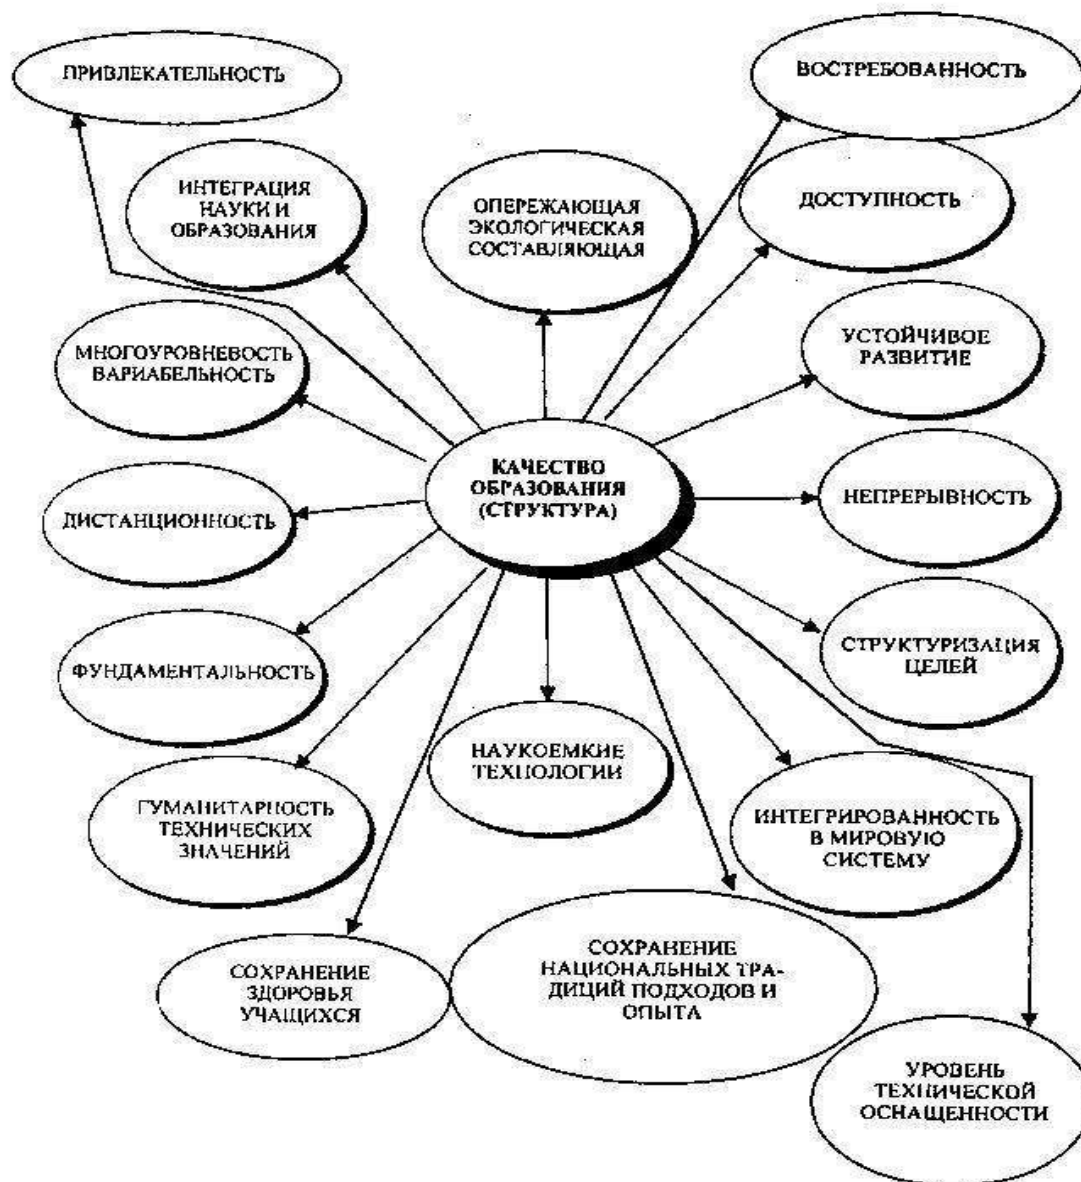 ПРИВЛЕКАТЕЛЬНОСТЬ
ВОСТРЕБОВАННОСТЬ
ИНТЕГРАЦИЯ
НАУКИ И
ОБРАЗОВАНИЯ
ОПЕРЕЖАЮЩАЯ
ЭКОЛОГИЧЕСКАЯ
СОСТАВЛЯЮЩАЯ
ДОСТУПНОСТЬ
МНОГОУРОВНЕВОСТЬ
ВАРИАБЕЛЬНОСТЬ
УСТОЙЧИВОЕ
РАЗВИТИЕ
КАЧЕСТВО
ОБРАЗОВАНИЯ
(СТРУКТУРА)
ДИСТАНЦИОННОСТЬ
НЕПРЕРЫВНОСТЬ
ФУНДАМЕНТАЛЬНОСТЬ
СТРУКТУРИЗАЦИЯ
ЦЕЛЕЙ
НАУКОЕМКИЕ
ТЕХНОЛОГИИ
ГУМАНИТАРНОСТЬ
ТЕХНИЧЕСКИХ
ЗНАЧЕНИЙ
ИНТЕГРИРОВАННОСТЬ
В МИРОВУЮ
СИСТЕМУ
СОХРАНЕНИЕ
ЗДОРОВЬЯ
УЧАЩИХСЯ
СОХРАНЕНИЕ
НАЦИОНАЛЬНЫХ ТРА-
ДИЦИЙ ПОДХОДОВ И
ОПЫТА
УРОВЕНЬ
ТЕХНИЧЕСКОЙ
ОСНАЩЕННОСТИ